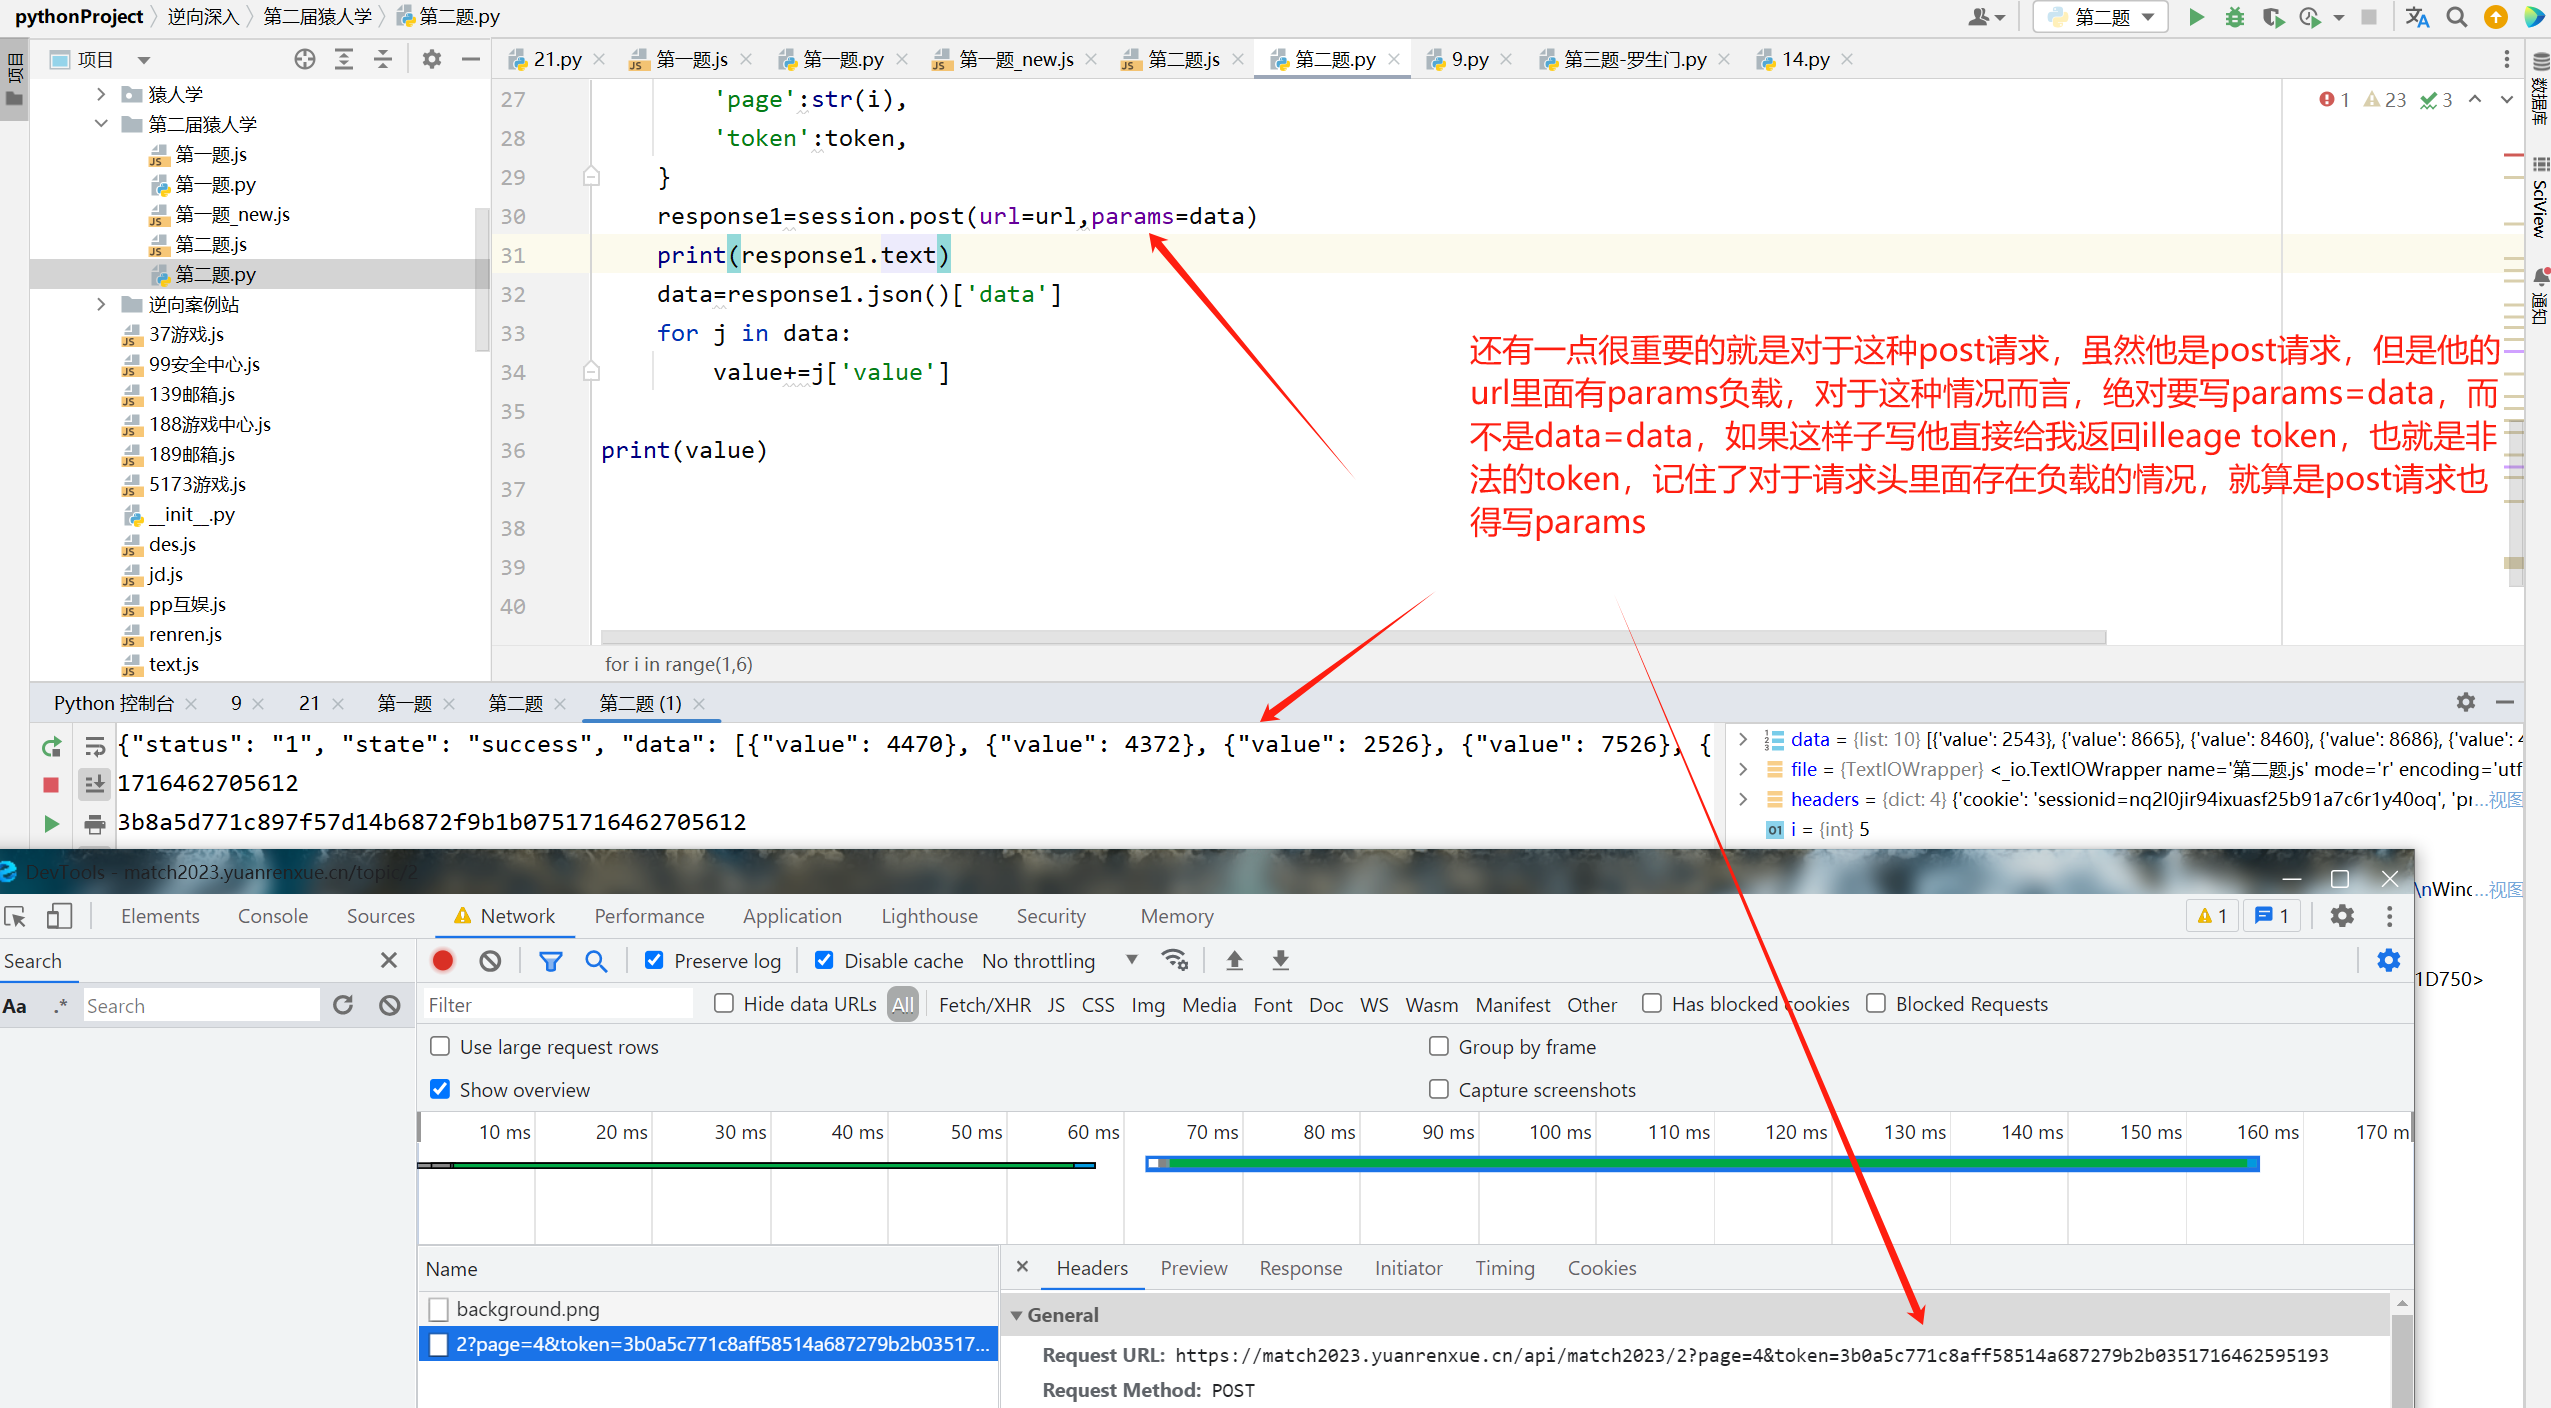 pythonProject 逆向深入 第二届猿人学 第二题.py
第二题
项目
21.py 第一题.js 第一题.py 第一题_new.js 第二题.js 第二题.py 9.py 第三题-罗生门.py 14.py
项目
猿人学
第二届猿人学
第一题.js
第一题.py
第一题_new.js
第二题.js
第二题.py
逆向案例站
37游戏.js
99安全中心.js
139邮箱.js
188游戏中心.js
189邮箱.js
5173游戏.js
__init__.py
des.js
jd.js
pp互娱.js
renren.js
text.js
27 'page':str(i),
28 'token':token,
29 }
30 response1=session.post(url=url,params=data)
31 print(response1.text)
32 data=response1.json()['data']
33 for j in data:
34 value+=j['value']
35
36 print(value)
37
38
39
40
1 23 3
数据库
SciView
通知
还有一点很重要的就是对于这种post请求，虽然他是post请求，但是他的
url里面有params负载，对于这种情况而言，绝对要写params=data，而
不是data=data，如果这样子写他直接给我返回illeage token，也就是非
法的token，记住了对于请求头里面存在负载的情况，就算是post请求也
得写params
for i in range(1,6)
Python 控制台 9 21 第一题 第二题 第二题 (1)
{"status": "1", "state": "success", "data": [{"value": 4470}, {"value": 4372}, {"value": 2526}, {"value": 7526}, {
1716462705612
3b8a5d771c897f57d14b6872f9b1b0751716462705612
data = {list: 10} [{'value': 2543}, {'value': 8665}, {'value': 8460}, {'value': 8686}, {'value': 4
file = {TextIOWrapper} <_io.TextIOWrapper name='第二题.js' mode='r' encoding='utf
headers = {dict: 4} {'cookie': 'sessionid=nq2l0jir94ixuasf25b91a7c6r1y40oq', 'pr...视图
i = {int} 5
\nWinc...视图
1D750>
DevTools - match2023.yuanrenxue.cn/topic/2
Elements Console Sources Network Performance Application Lighthouse Security Memory
1 1
Search
Preserve log Disable cache No throttling
Aa .* Search
Filter Hide data URLs All Fetch/XHR JS CSS Img Media Font Doc WS Wasm Manifest Other Has blocked cookies Blocked Requests
Use large request rows Group by frame
Show overview Capture screenshots
10 ms 20 ms 30 ms 40 ms 50 ms 60 ms 70 ms 80 ms 90 ms 100 ms 110 ms 120 ms 130 ms 140 ms 150 ms 160 ms 170 m
Name
background.png
2?page=4&token=3b0a5c771c8aff58514a687279b2b03517...
Headers Preview Response Initiator Timing Cookies
General
Request URL: https://match2023.yuanrenxue.cn/api/match2023/2?page=4&token=3b0a5c771c8aff58514a687279b2b0351716462595193
Request Method: POST